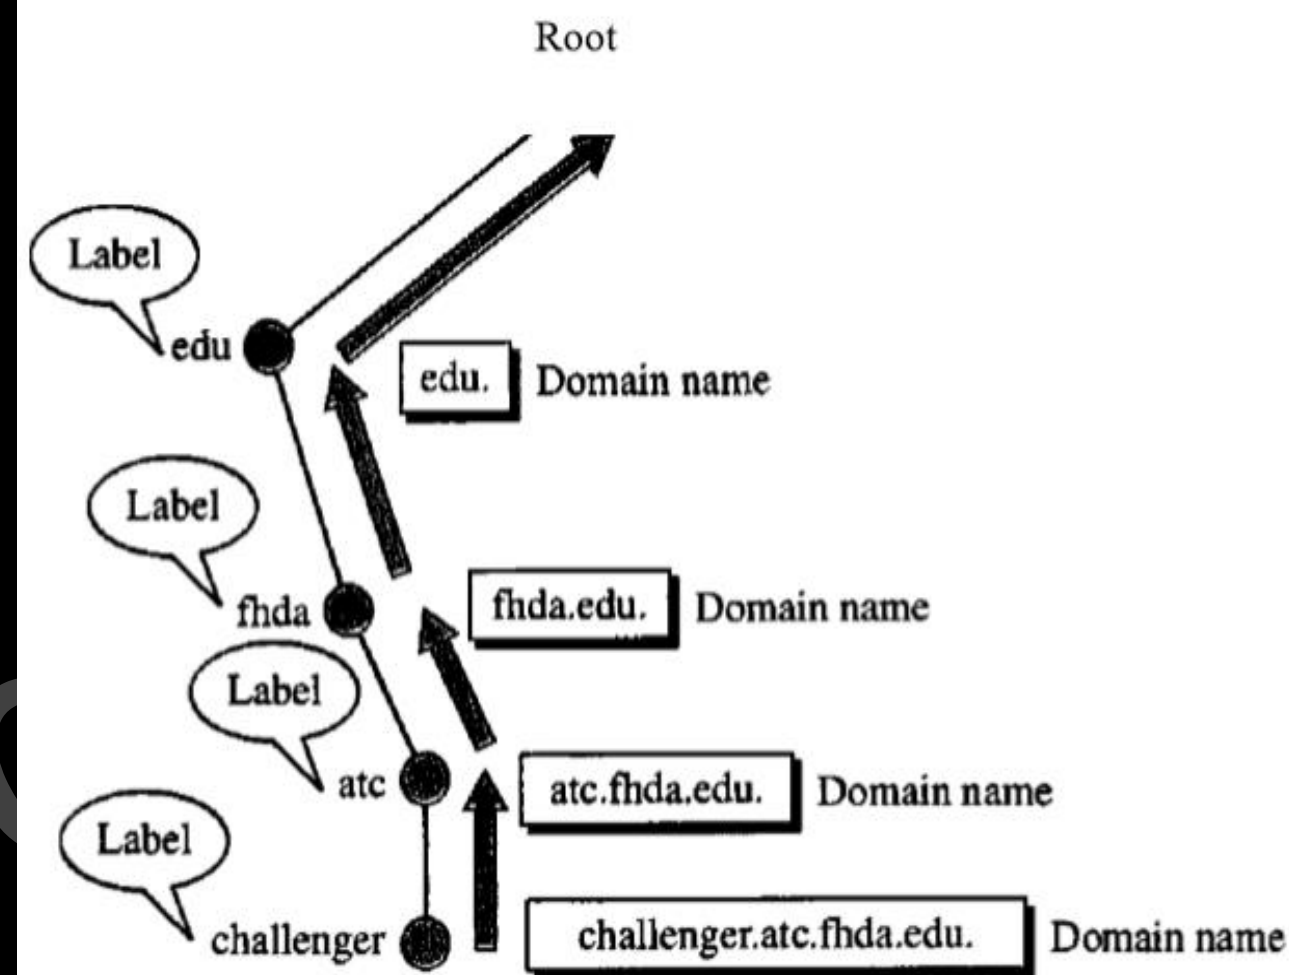 Root
Label
edu
edu. Domain name
Label
fhda
fhda.edu. Domain name
Label
atc
atc.fhda.edu. Domain name
Label
challenger
challenger.atc.fhda.edu. Domain name